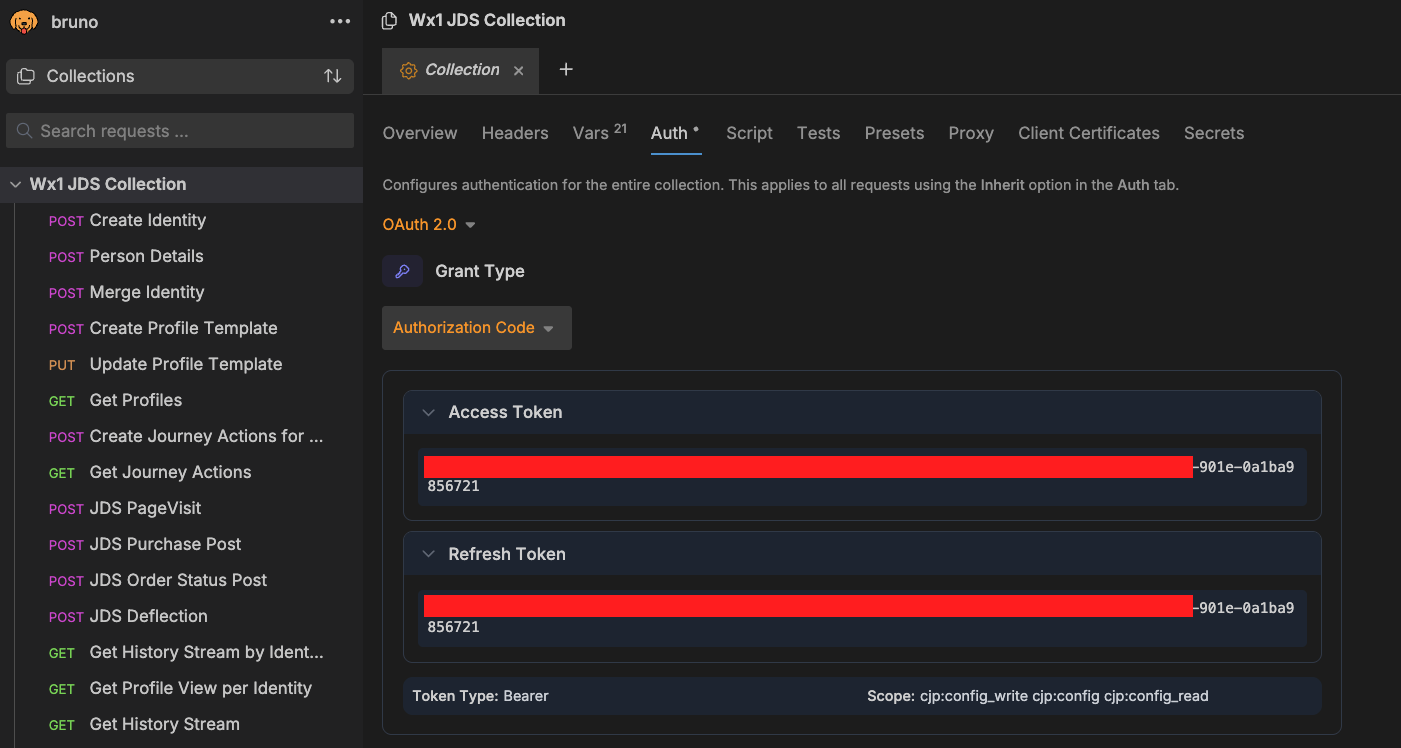 bruno
Collections
Search requests ...
Wx1 JDS Collection
POST Create Identity
POST Person Details
POST Merge Identity
POST Create Profile Template
PUT Update Profile Template
GET Get Profiles
POST Create Journey Actions for ...
GET Get Journey Actions
POST JDS PageVisit
POST JDS Purchase Post
POST JDS Order Status Post
POST JDS Deflection
GET Get History Stream by Ident...
GET Get Profile View per Identity
GET Get History Stream
Wx1 JDS Collection
Collection
Overview Headers Vars 21 Auth Script Tests Presets Proxy Client Certificates Secrets
Configures authentication for the entire collection. This applies to all requests using the Inherit option in the Auth tab.
OAuth 2.0
Grant Type
Authorization Code
Access Token
-901e-0a1ba9
856721
Refresh Token
-901e-0a1ba9
856721
Token Type: Bearer Scope: cjp:config_write cjp:config cjp:config_read